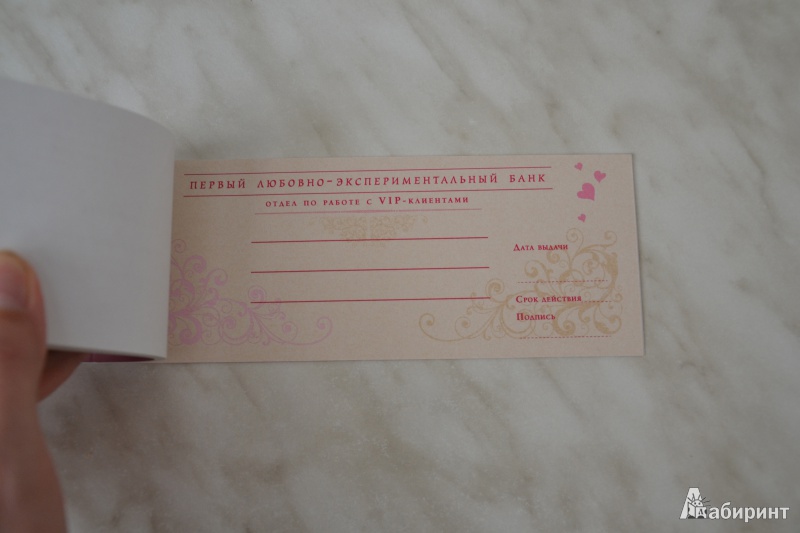 ПЕРВЫЙ ЛЮБОВНО-ЭКСПЕРИМЕНТАЛЬНЫЙ БАНК
ОТДЕЛ ПО РАБОТЕ С VIP-КЛИЕНТАМИ
ДАТА ВЫДАЧИ
СРОК ДЕЙСТВИЯ
ПОДПИСЬ
Лабиринт